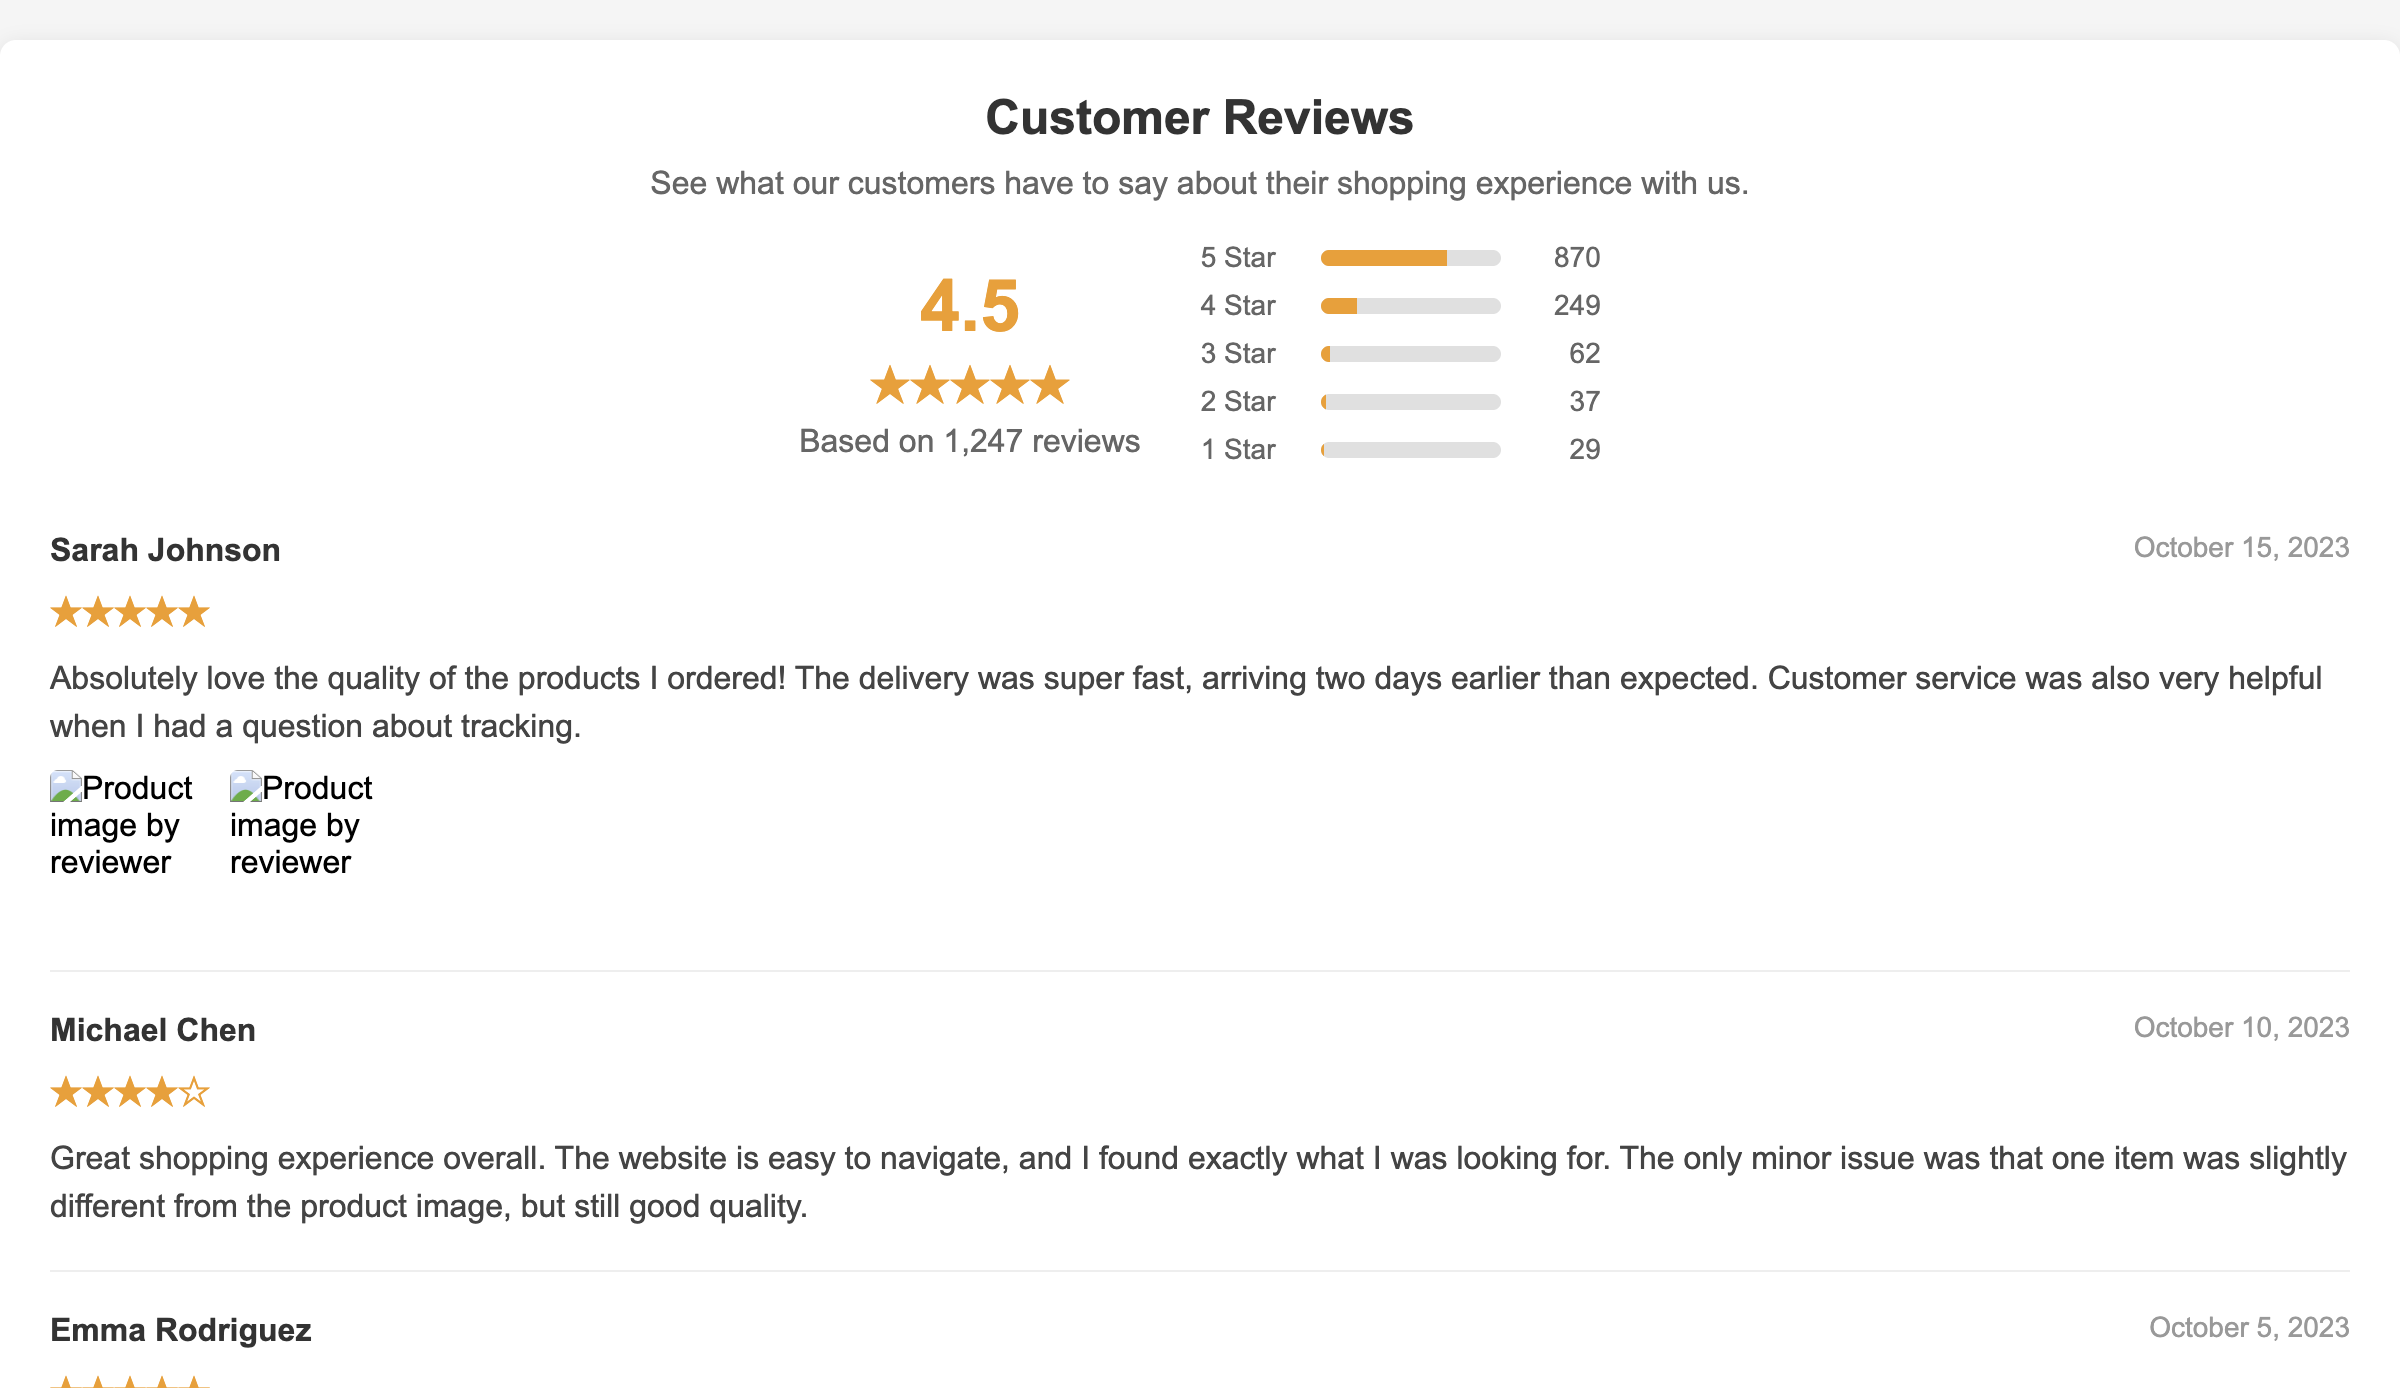 Customer Reviews
See what our customers have to say about their shopping experience with us.
4.5
★★★★★
Based on 1,247 reviews
5 Star 870
4 Star 249
3 Star 62
2 Star 37
1 Star 29
Sarah Johnson October 15, 2023
★★★★★
Absolutely love the quality of the products I ordered! The delivery was super fast, arriving two days earlier than expected. Customer service was also very helpful
when I had a question about tracking.
Product image by reviewer
Product image by reviewer
Michael Chen October 10, 2023
★★★★☆
Great shopping experience overall. The website is easy to navigate, and I found exactly what I was looking for. The only minor issue was that one item was slightly
different from the product image, but still good quality.
Emma Rodriguez October 5, 2023